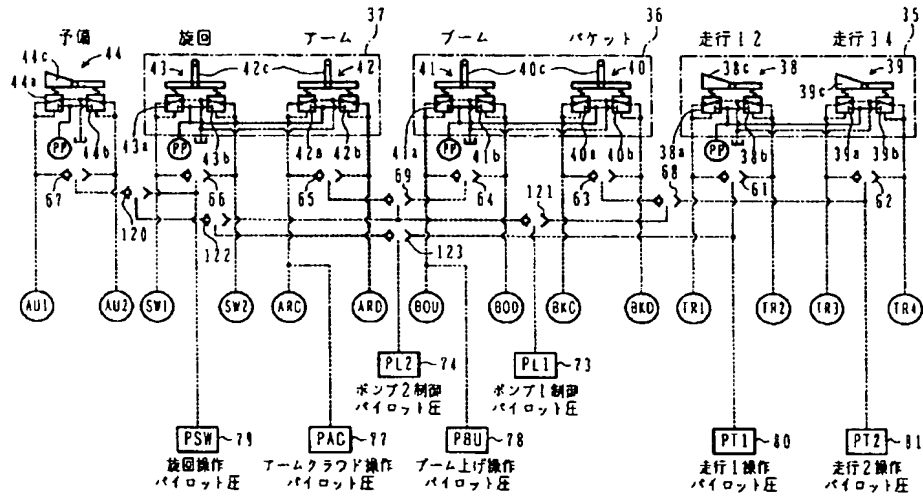 37 36 35
予備 44 旋回 アーム ブーム バケット 走行12 走行34
44c 43 42c 42 41 40c 40 38c 38 39
44a 39c
PP PP PP PP
43a 44b 43b 42a 42b 41a 41b 40a 40b 38a 38b 39a 39b
67 66 65 69 64 63 121 68 61 62
120 122 123
AU1 AU2 SW1 SW2 ARC ARD BOU BOD BKC BKD TR1 TR2 TR3 TR4
PL2 74 PL1 73
ポンプ2制御 ポンプ1制御
パイロット圧 パイロット圧
PSW 79 PAC 77 PBU 78 PT1 80 PT2 81
旋回操作 アームクラウド操作 ブーム上げ操作 走行1操作 走行2操作
パイロット圧 パイロット圧 パイロット圧 パイロット圧 パイロット圧